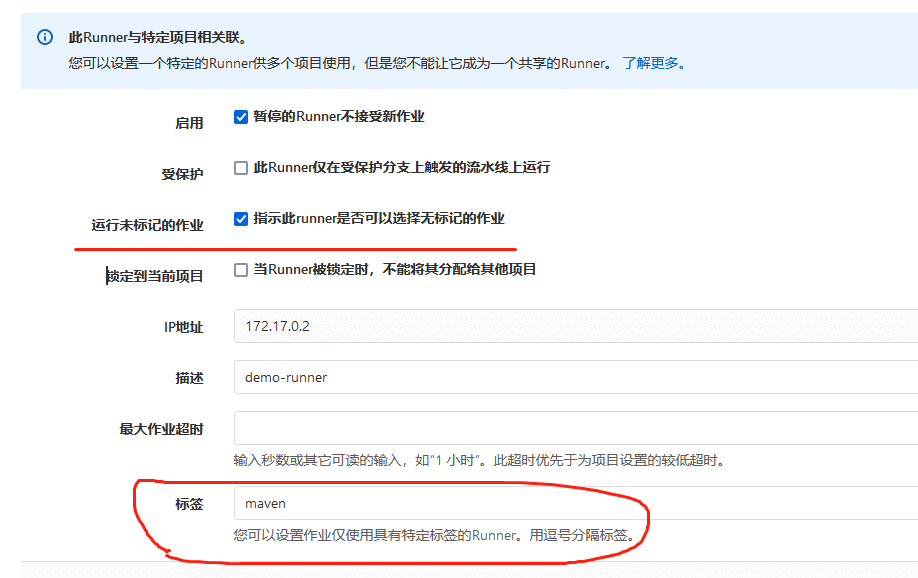 此Runner与特定项目相关联。
您可以设置一个特定的Runner供多个项目使用，但是您不能让它成为一个共享的Runner。 了解更多。
启用 暂停的Runner不接受新作业
受保护 此Runner仅在受保护分支上触发的流水线上运行
运行未标记的作业 指示此runner是否可以选择无标记的作业
锁定到当前项目 当Runner被锁定时，不能将其分配给其他项目
IP地址 172.17.0.2
描述 demo-runner
最大作业超时
输入秒数或其它可读的输入，如“1 小时”。此超时优先于为项目设置的较低超时。
标签 maven
您可以设置作业仅使用具有特定标签的Runner。用逗号分隔标签。